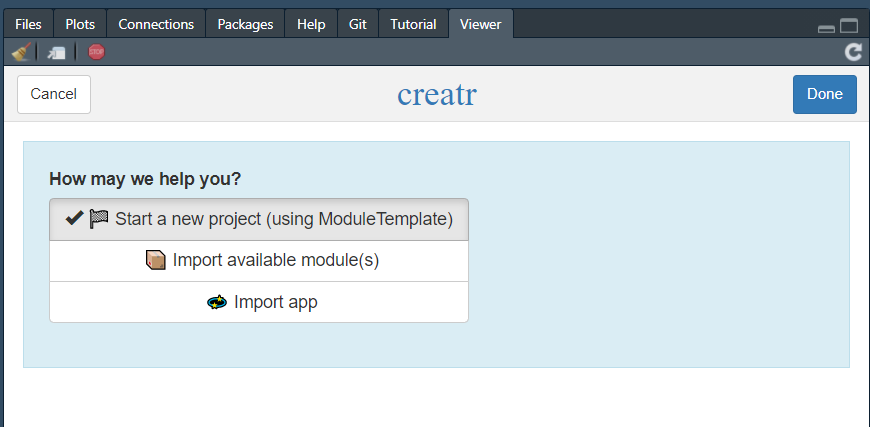 Files Plots Connections Packages Help Git Tutorial Viewer
STOP
Cancel creatr Done
How may we help you?
Start a new project (using ModuleTemplate)
Import available module(s)
Import app